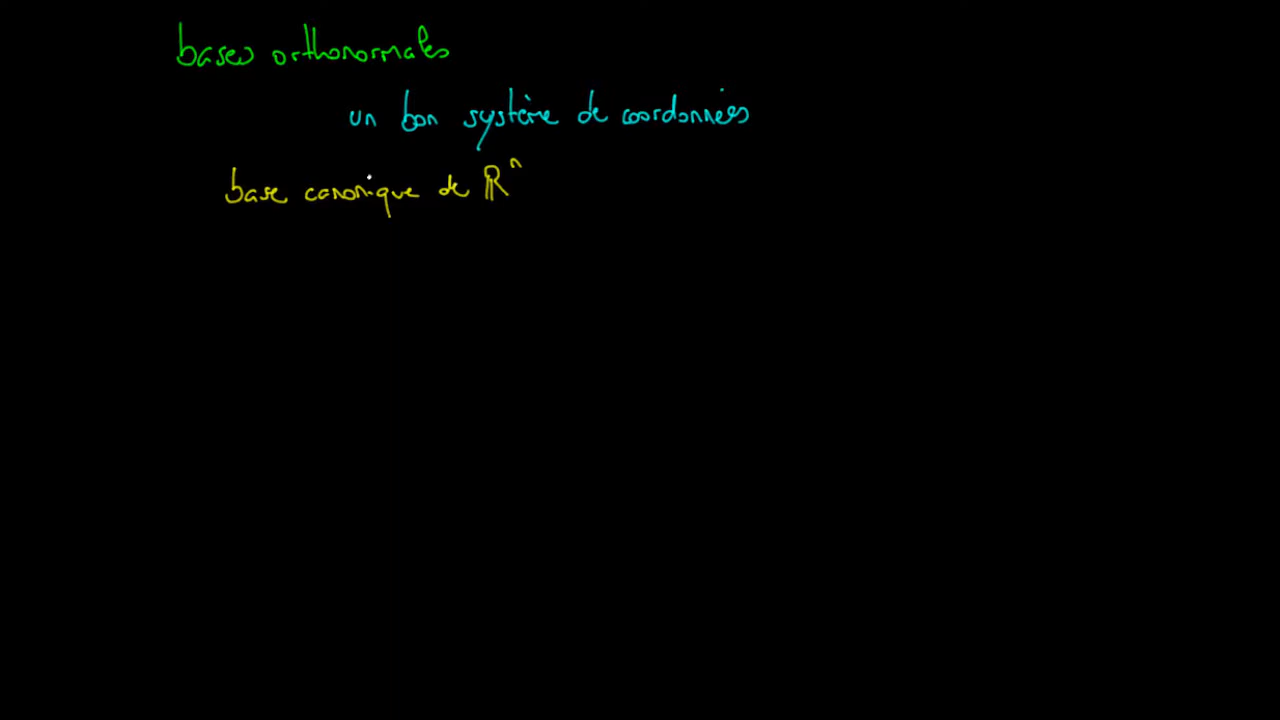 bases orthonormales
un bon système de coordonnées
base canonique de ℝⁿ